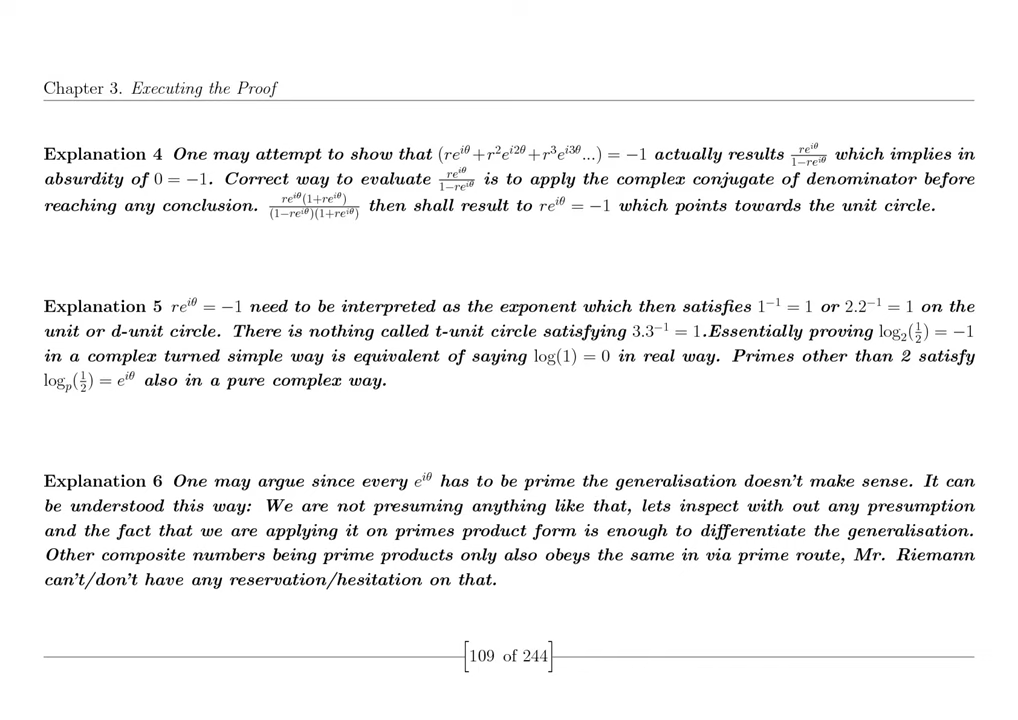 Chapter 3. Executing the Proof
Explanation 4 One may attempt to show that (re^{iθ}+r^2e^{i2θ}+r^3e^{i3θ}...) = −1 actually results \frac{re^{iθ}}{1−re^{iθ}} which implies in
absurdity of 0 = −1. Correct way to evaluate \frac{re^{iθ}}{1−re^{iθ}} is to apply the complex conjugate of denominator before
reaching any conclusion. \frac{re^{iθ}(1+re^{iθ})}{(1−re^{iθ})(1+re^{iθ})} then shall result to re^{iθ} = −1 which points towards the unit circle.
Explanation 5 re^{iθ} = −1 need to be interpreted as the exponent which then satisfies 1^{−1} = 1 or 2.2^{−1} = 1 on the
unit or d-unit circle. There is nothing called t-unit circle satisfying 3.3^{−1} = 1.Essentially proving log_2(\frac{1}{2}) = −1
in a complex turned simple way is equivalent of saying log(1) = 0 in real way. Primes other than 2 satisfy
log_p(\frac{1}{2}) = e^{iθ} also in a pure complex way.
Explanation 6 One may argue since every e^{iθ} has to be prime the generalisation doesn't make sense. It can
be understood this way: We are not presuming anything like that, lets inspect with out any presumption
and the fact that we are applying it on primes product form is enough to differentiate the generalisation.
Other composite numbers being prime products only also obeys the same in via prime route, Mr. Riemann
can't/don't have any reservation/hesitation on that.
[109 of 244]